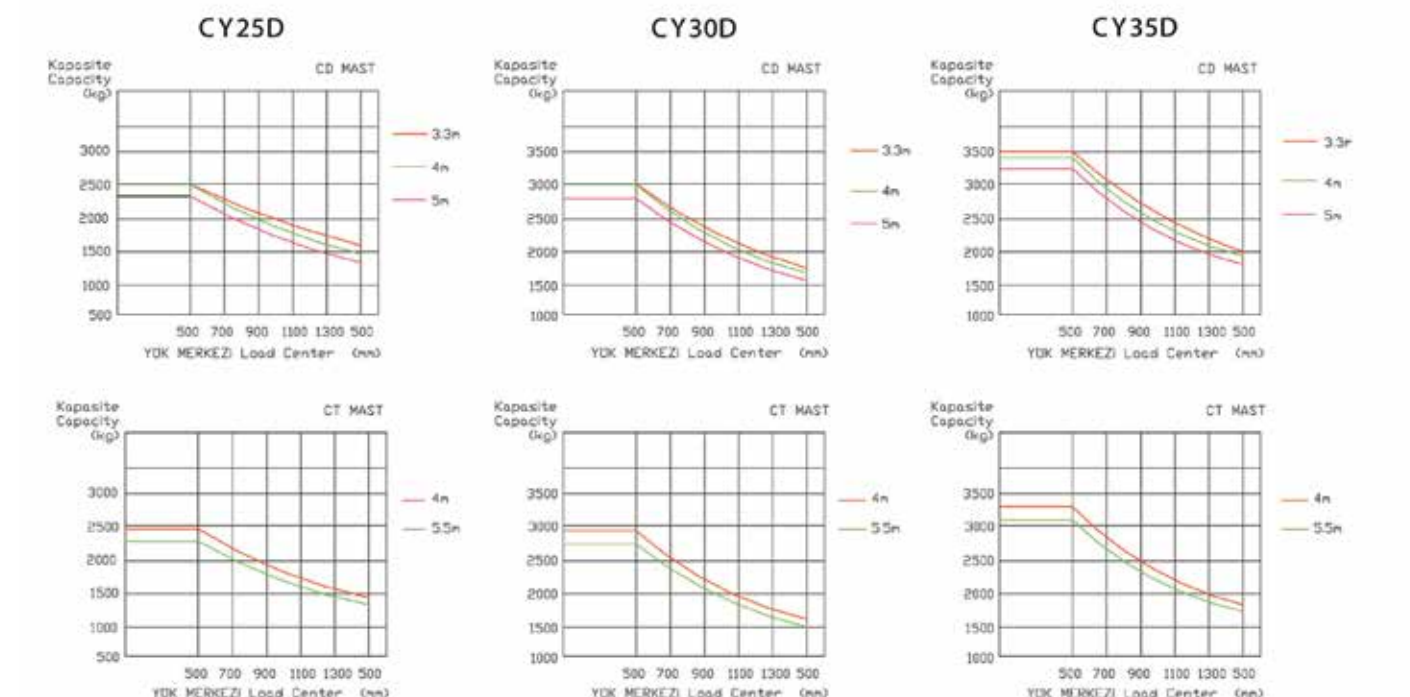 CY25D
Kapasite
Capacity
(kg)
CD MAST
3000
2500
2000
1500
1000
500
500 700 900 1100 1300 500
YÜK MERKEZİ Load Center (mm)
3.3m
4m
5m
CY30D
Kapasite
Capacity
(kg)
CD MAST
3500
3000
2500
2000
1500
1000
500 700 900 1100 1300 500
YÜK MERKEZİ Load Center (mm)
3.3m
4m
5m
CY35D
Kapasite
Capacity
(kg)
CD MAST
3500
3000
2500
2000
1500
1000
500 700 900 1100 1300 500
YÜK MERKEZİ Load Center (mm)
3.3m
4m
5m
Kapasite
Capacity
(kg)
CT MAST
3000
2500
2000
1500
1000
500
500 700 900 1100 1300 500
YÜK MERKEZİ Load Center (mm)
4m
5.5m
Kapasite
Capacity
(kg)
CT MAST
3500
3000
2500
2000
1500
1000
500 700 900 1100 1300 500
YÜK MERKEZİ Load Center (mm)
4m
5.5m
Kapasite
Capacity
(kg)
CT MAST
3500
3000
2500
2000
1500
1000
500 700 900 1100 1300 500
YÜK MERKEZİ Load Center (mm)
4m
5.5m